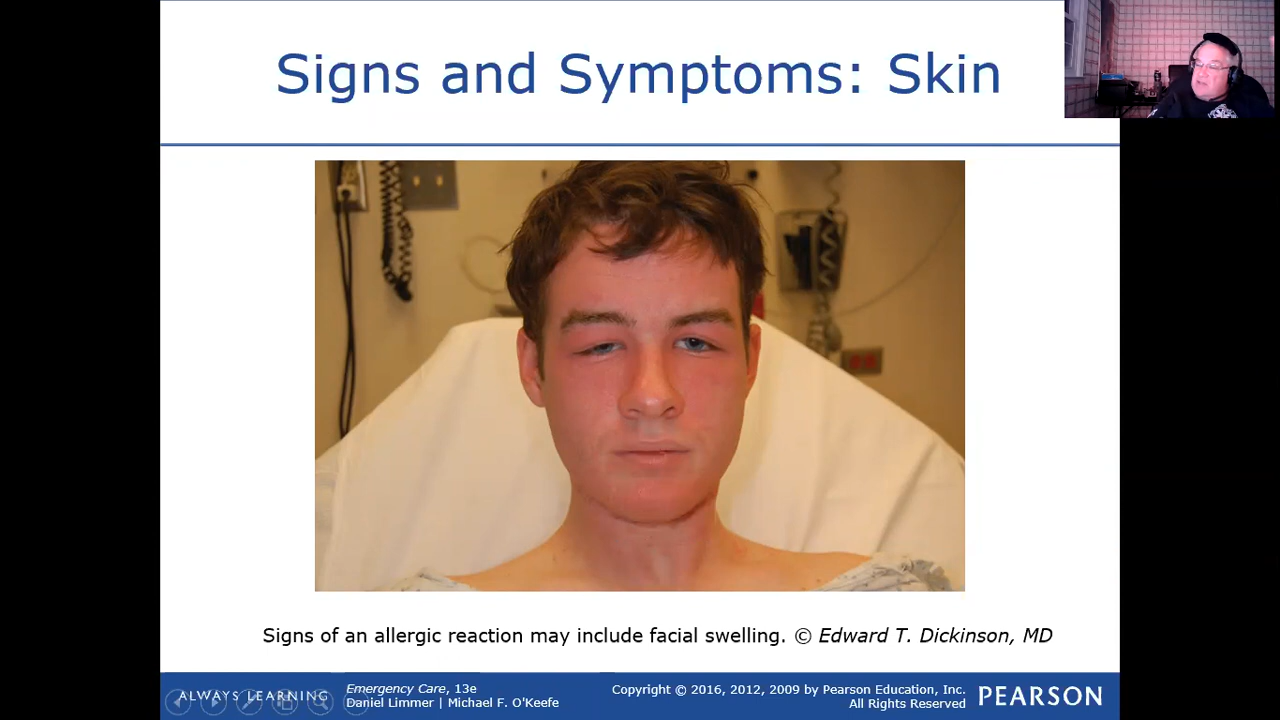 Signs and Symptoms: Skin
Signs of an allergic reaction may include facial swelling. © Edward T. Dickinson, MD
ALWAYS LEARNING
Emergency Care, 13e
Daniel Limmer | Michael F. O'Keefe
Copyright © 2016, 2012, 2009 by Pearson Education, Inc.
All Rights Reserved
PEARSON